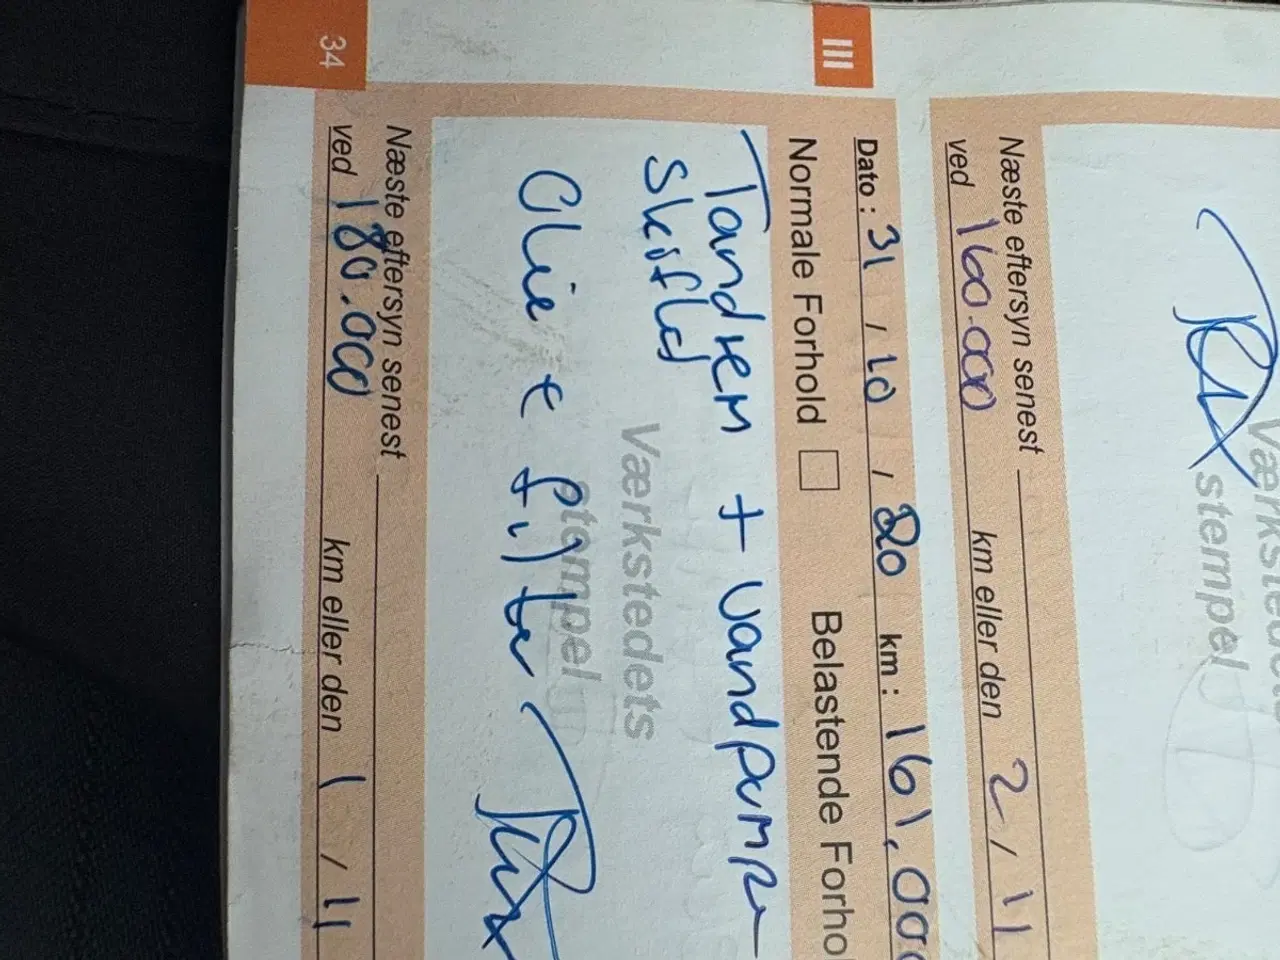 Værkstedets
stempel
Næste eftersyn senest
ved 160.000 km eller den 2 / 11
III
Dato : 31 / 10 / 20 km : 161.000
Normale Forhold Belastende Forho
Tandrem + vandpumpe
skiftd
Olie + filter
Værkstedets
stempel
Næste eftersyn senest
ved 180.000 km eller den 1 / 11
34